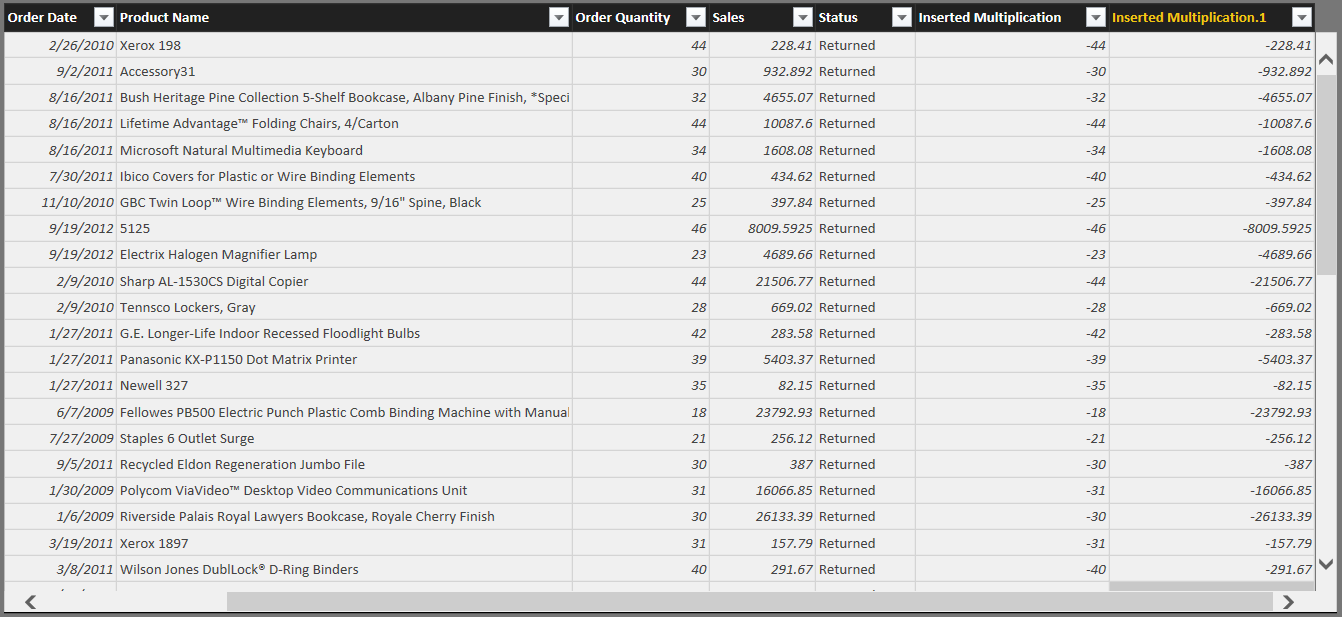 Order Date Product Name Order Quantity Sales Status Inserted Multiplication Inserted Multiplication.1
2/26/2010 Xerox 198 44 228.41 Returned -44 -228.41
9/2/2011 Accessory31 30 932.892 Returned -30 -932.892
8/16/2011 Bush Heritage Pine Collection 5-Shelf Bookcase, Albany Pine Finish, *Speci 32 4655.07 Returned -32 -4655.07
8/16/2011 Lifetime Advantage™ Folding Chairs, 4/Carton 44 10087.6 Returned -44 -10087.6
8/16/2011 Microsoft Natural Multimedia Keyboard 34 1608.08 Returned -34 -1608.08
7/30/2011 Ibico Covers for Plastic or Wire Binding Elements 40 434.62 Returned -40 -434.62
11/10/2010 GBC Twin Loop™ Wire Binding Elements, 9/16" Spine, Black 25 397.84 Returned -25 -397.84
9/19/2012 5125 46 8009.5925 Returned -46 -8009.5925
9/19/2012 Electrix Halogen Magnifier Lamp 23 4689.66 Returned -23 -4689.66
2/9/2010 Sharp AL-1530CS Digital Copier 44 21506.77 Returned -44 -21506.77
2/9/2010 Tennsco Lockers, Gray 28 669.02 Returned -28 -669.02
1/27/2011 G.E. Longer-Life Indoor Recessed Floodlight Bulbs 42 283.58 Returned -42 -283.58
1/27/2011 Panasonic KX-P1150 Dot Matrix Printer 39 5403.37 Returned -39 -5403.37
1/27/2011 Newell 327 35 82.15 Returned -35 -82.15
6/7/2009 Fellowes PB500 Electric Punch Plastic Comb Binding Machine with Manual 18 23792.93 Returned -18 -23792.93
7/27/2009 Staples 6 Outlet Surge 21 256.12 Returned -21 -256.12
9/5/2011 Recycled Eldon Regeneration Jumbo File 30 387 Returned -30 -387
1/30/2009 Polycom ViaVideo™ Desktop Video Communications Unit 31 16066.85 Returned -31 -16066.85
1/6/2009 Riverside Palais Royal Lawyers Bookcase, Royale Cherry Finish 30 26133.39 Returned -30 -26133.39
3/19/2011 Xerox 1897 31 157.79 Returned -31 -157.79
3/8/2011 Wilson Jones DublLock® D-Ring Binders 40 291.67 Returned -40 -291.67